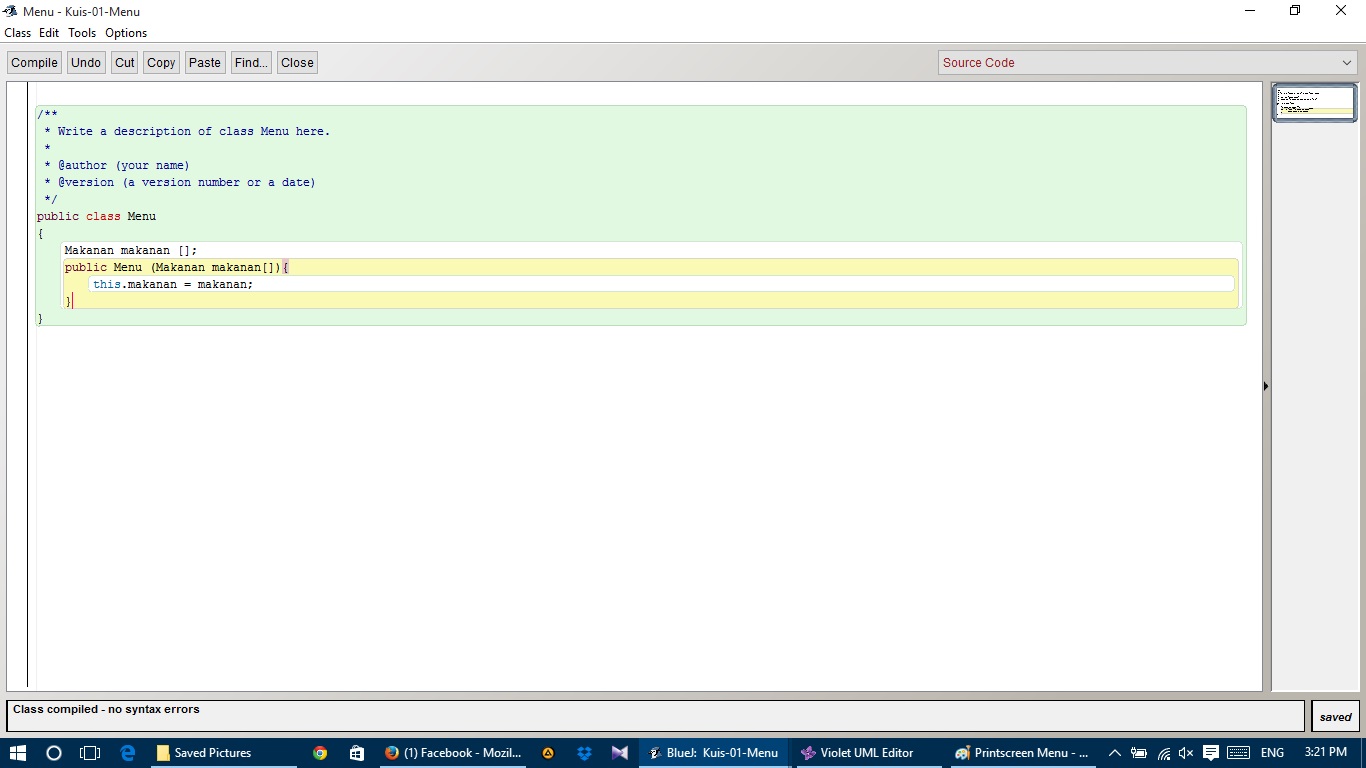 Menu - Kuis-01-Menu
Class Edit Tools Options
Compile Undo Cut Copy Paste Find... Close Source Code
/**
 * Write a description of class Menu here.
 *
 * @author (your name)
 * @version (a version number or a date)
 */
public class Menu
{
    Makanan makanan [];
    public Menu (Makanan makanan[]){
        this.makanan = makanan;
    }
}
Class compiled - no syntax errors
saved
Saved Pictures (1) Facebook - Mozil... BlueJ: Kuis-01-Menu Violet UML Editor Printscreen Menu - ... ENG 3:21 PM